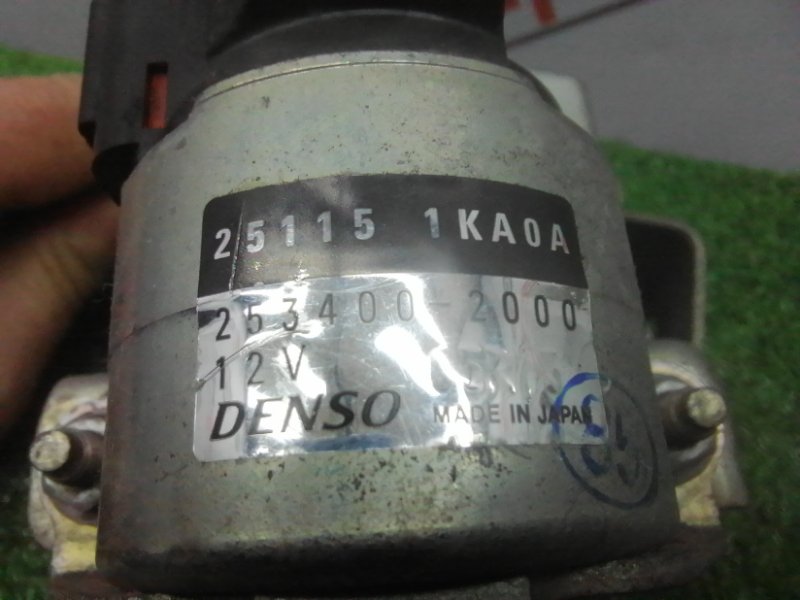 25115 1KA0A
253400-2000
12V
DENSO MADE IN JAPAN